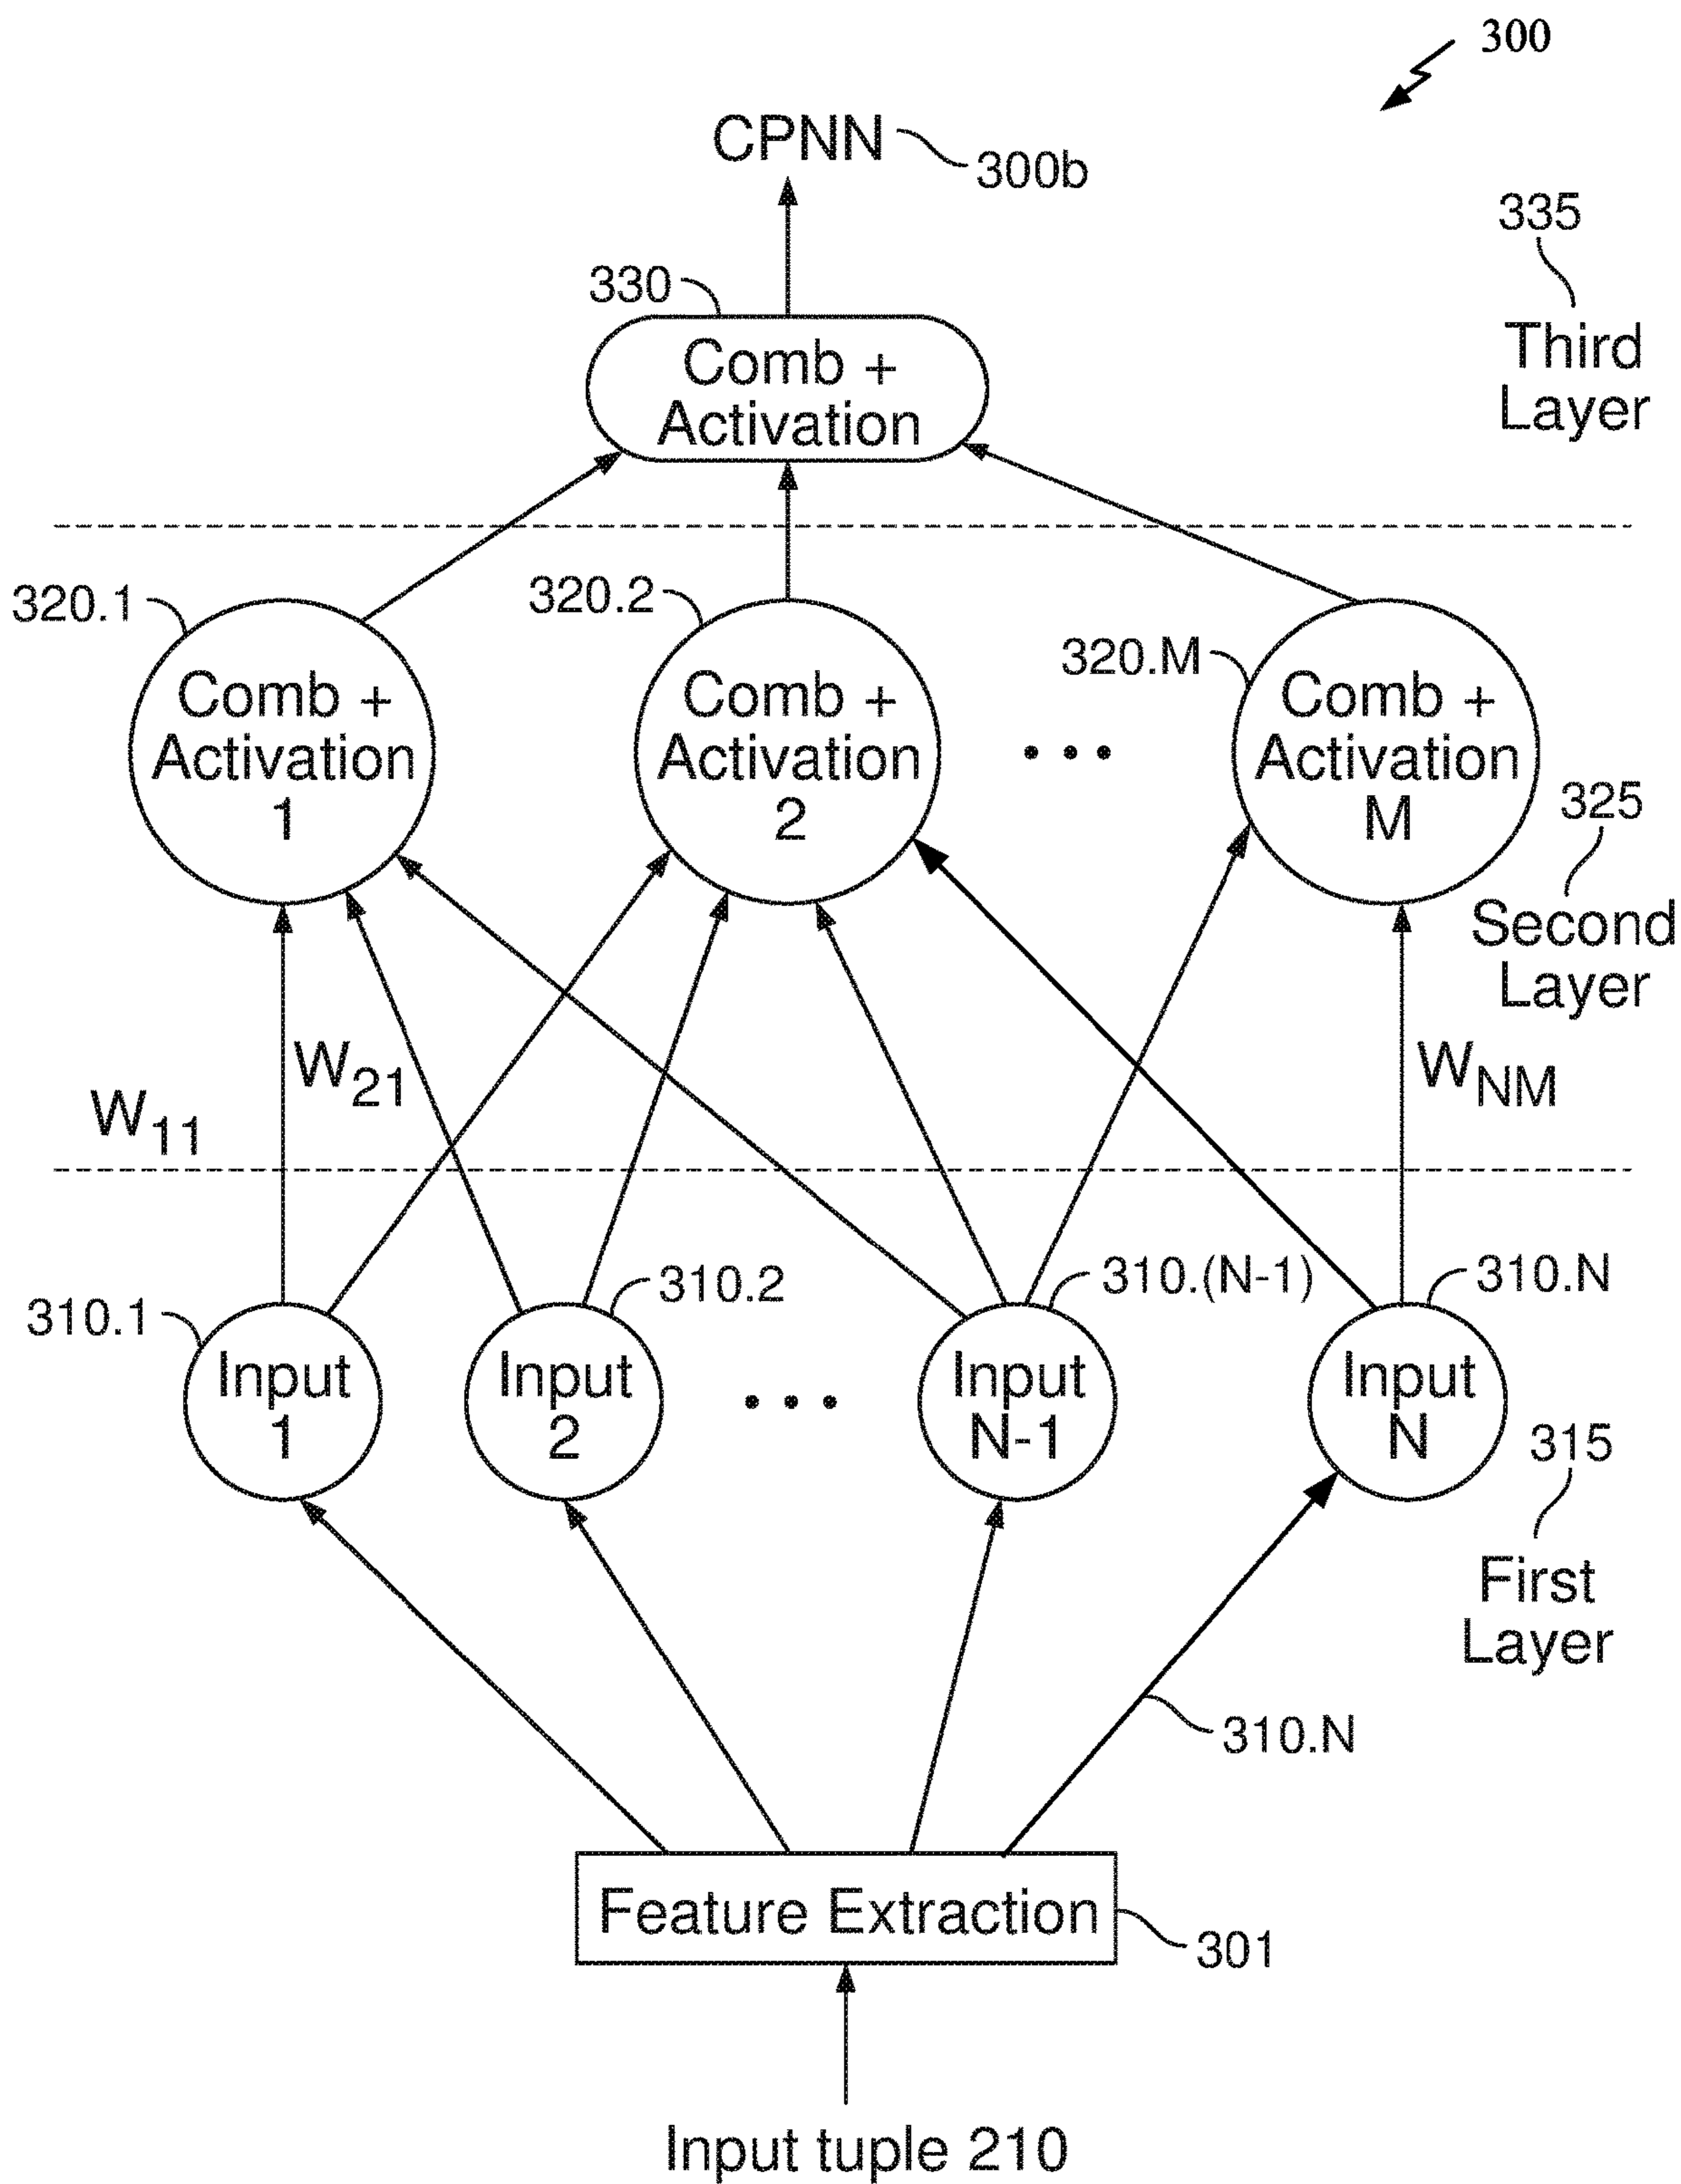 300
CPNN
300b
335
330
Third
Layer
Comb +
Activation
320.1
320.2
320.M
Comb +
Activation
1
Comb +
Activation
2
Comb +
Activation
M
325
Second
Layer
W11
W21
WNM
310.1
310.2
310.(N-1)
310.N
Input
1
Input
2
Input
N-1
Input
N
315
First
Layer
310.N
Feature Extraction
301
Input tuple 210